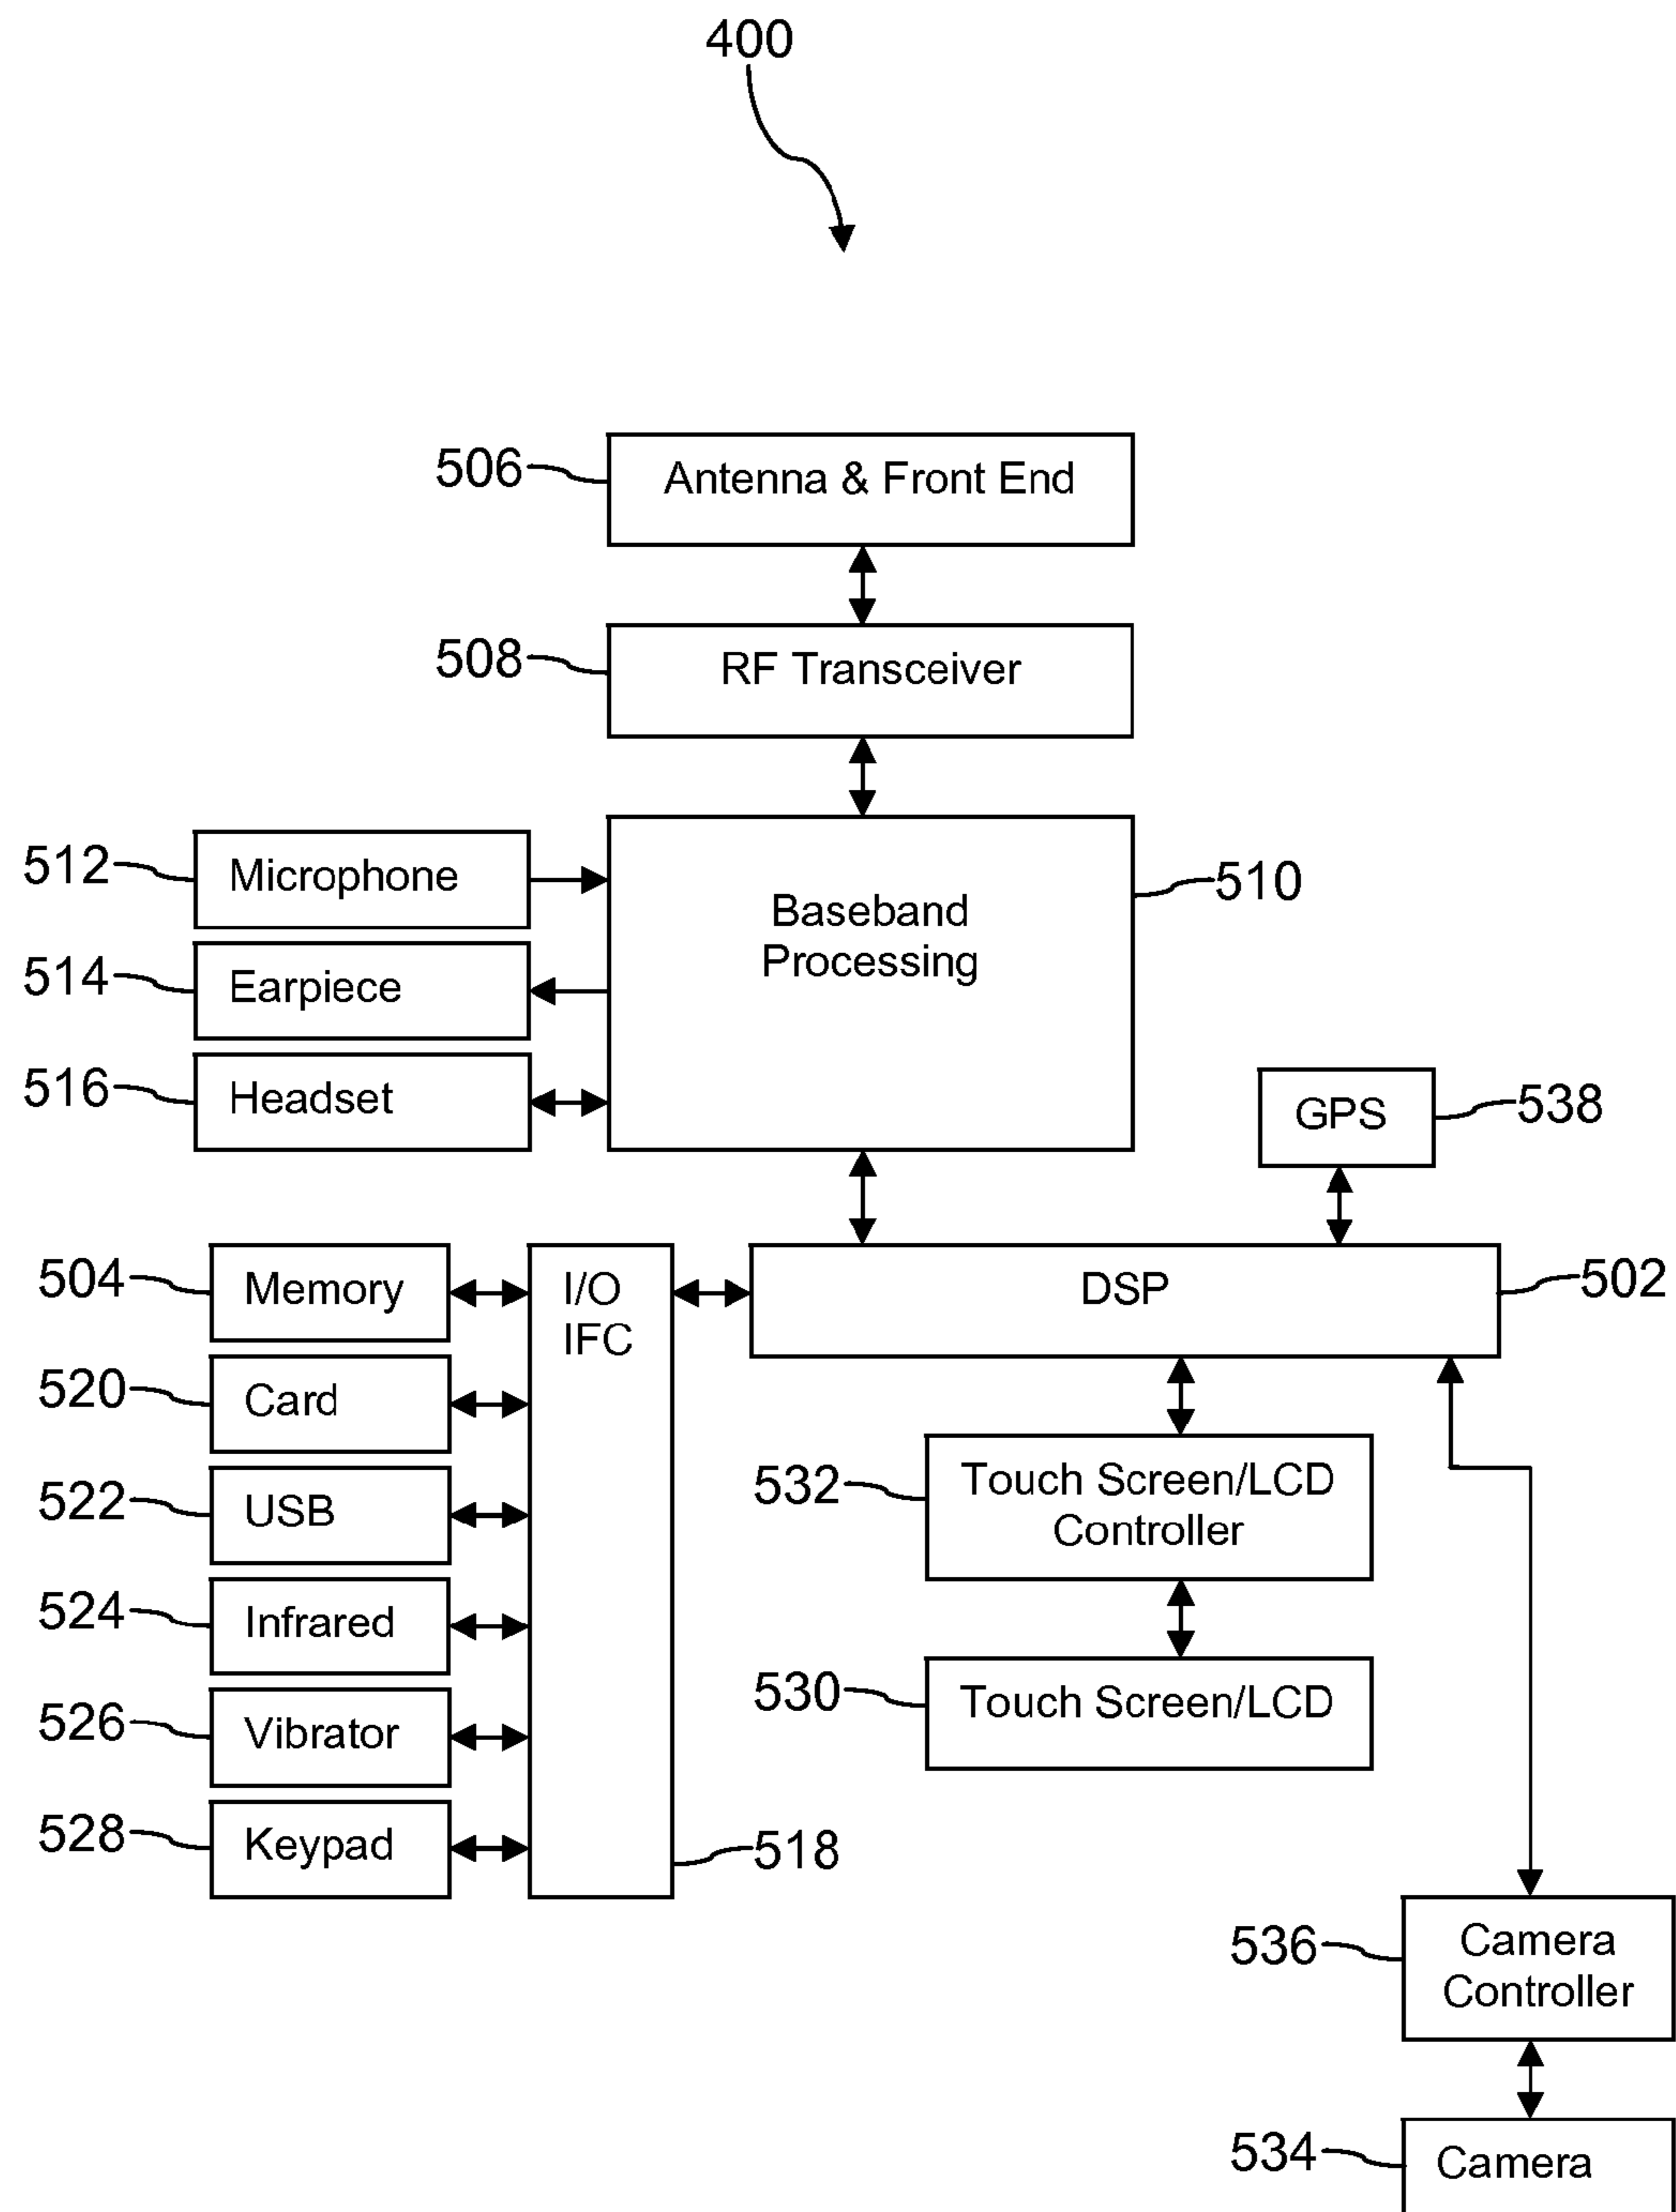 400
506
Antenna & Front End
508
RF Transceiver
512
Microphone
510
Baseband
Processing
514
Earpiece
516
Headset
GPS
538
504
Memory
I/O
IFC
DSP
502
520
Card
522
USB
532
Touch Screen/LCD
Controller
524
Infrared
530
Touch Screen/LCD
526
Vibrator
528
Keypad
518
536
Camera
Controller
534
Camera